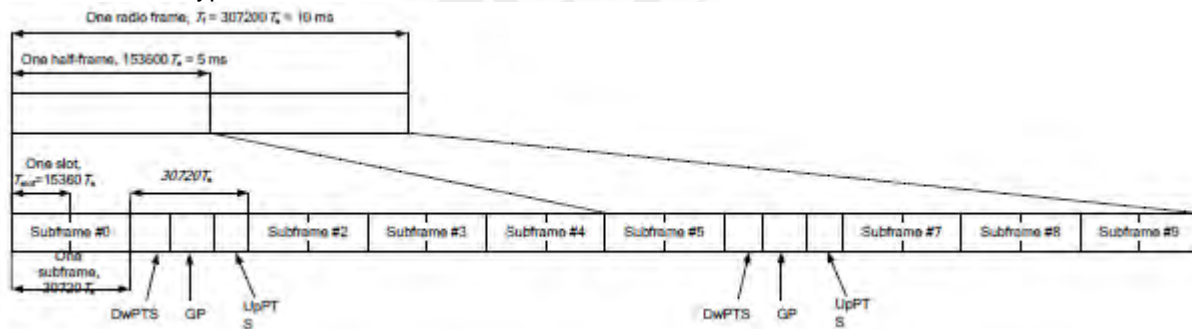 One radio frame, Tf = 307200 Ts = 10 ms
One half-frame, 153600 Ts = 5 ms
One slot,
Tslot=15360 Ts
30720Ts
Subframe #0
Subframe #2
Subframe #3
Subframe #4
Subframe #5
Subframe #7
Subframe #8
Subframe #9
One
subframe,
30720 Ts
DwPTS
GP
UpPT
S
DwPTS
GP
UpPT
S